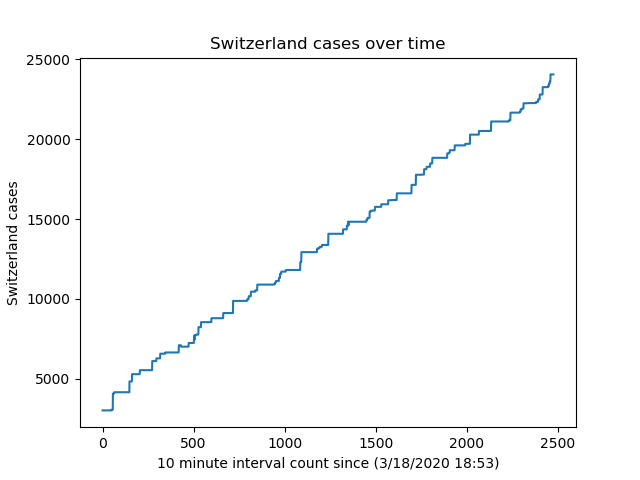 Switzerland cases over time
25000
20000
15000
10000
5000
Switzerland cases
0 500 1000 1500 2000 2500
10 minute interval count since (3/18/2020 18:53)